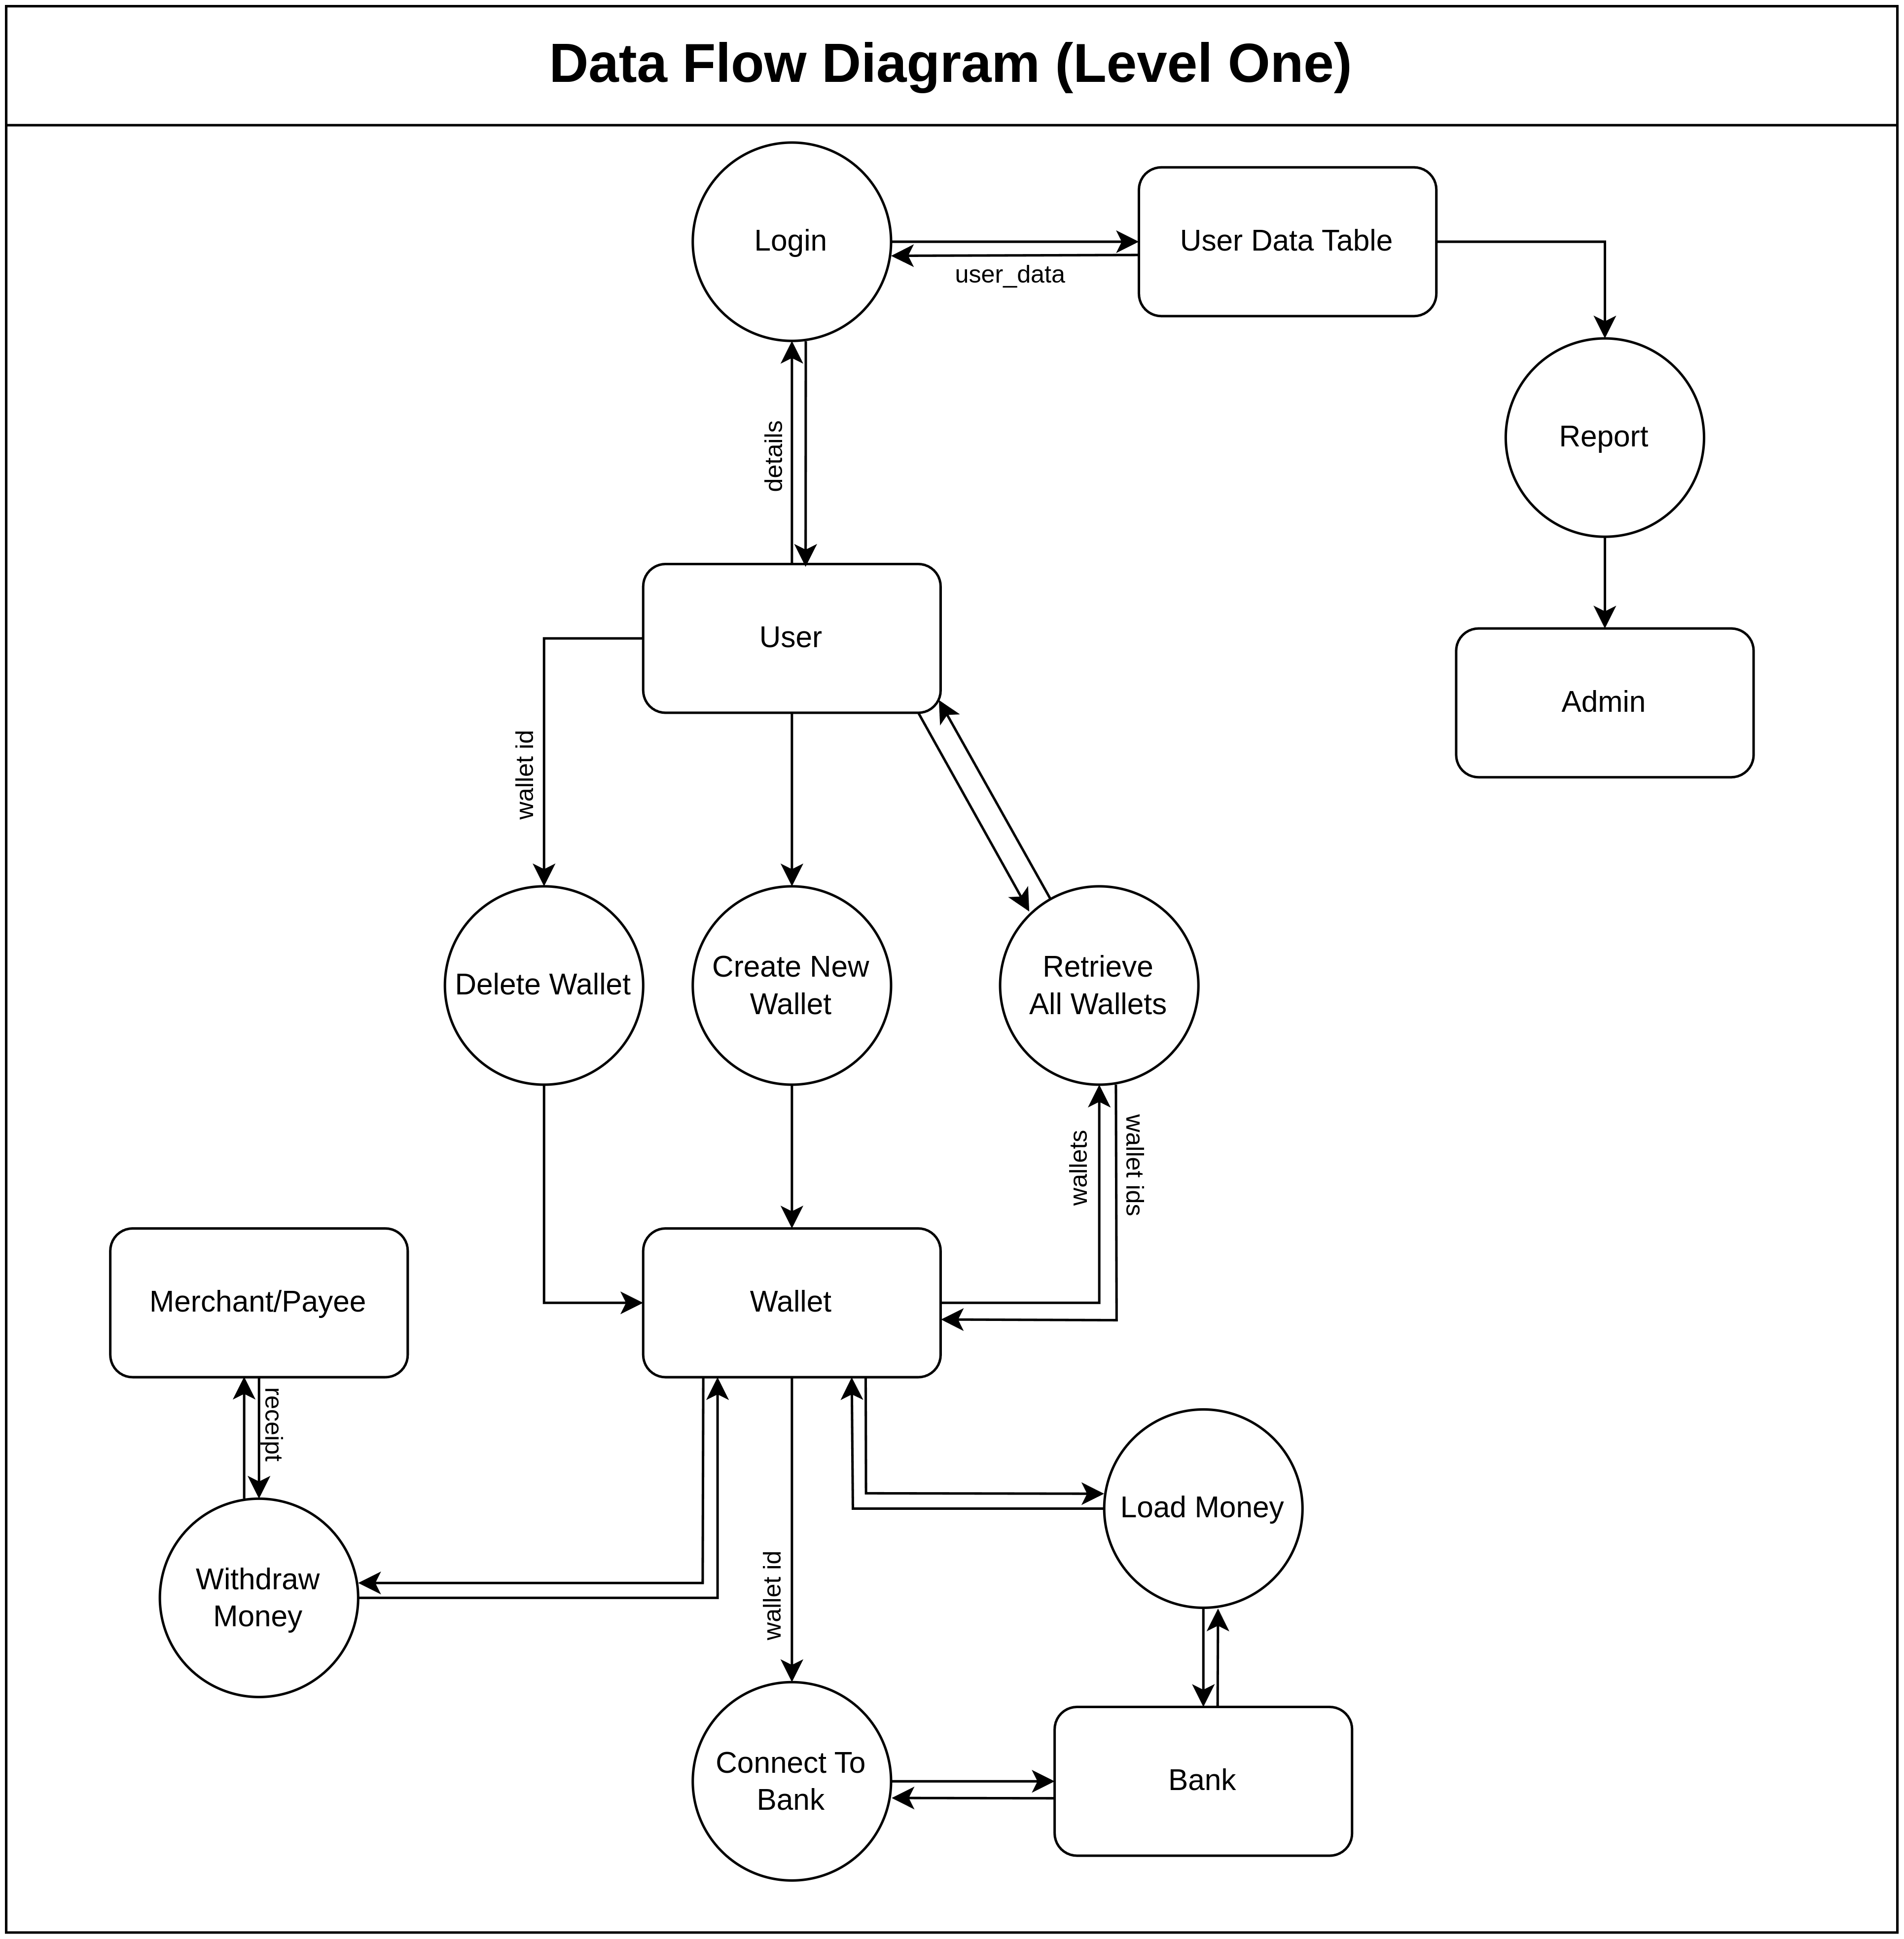 Data Flow Diagram (Level One)
Login
User Data Table
user_data
Report
details
User
Admin
wallet id
Delete Wallet
Create New
Wallet
Retrieve
All Wallets
wallets
wallet ids
Merchant/Payee
Wallet
receipt
Load Money
Withdraw
Money
wallet id
Connect To
Bank
Bank